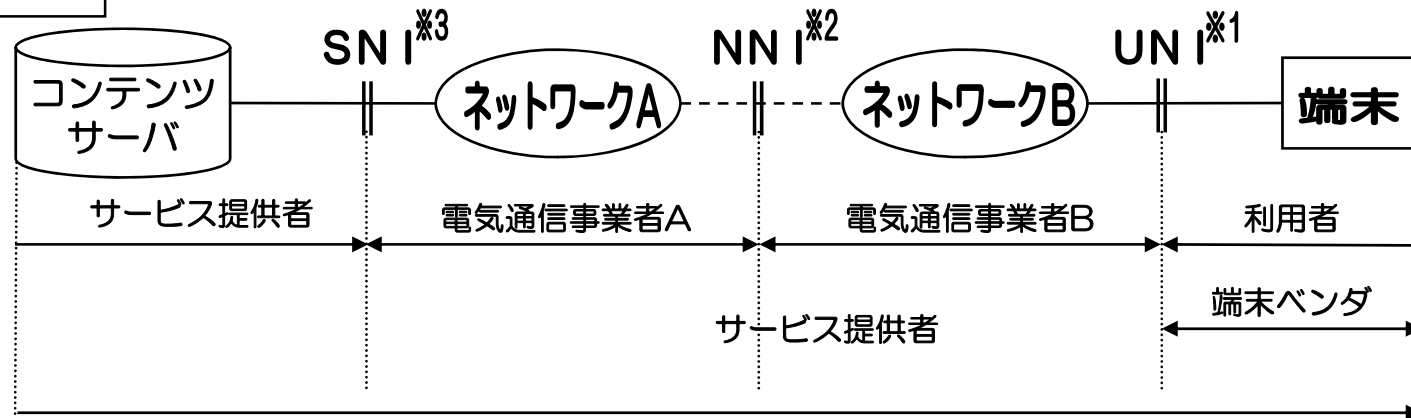 SNI※3
NNI※2
UNI※1
コンテンツ
サーバ
ネットワークA
ネットワークB
端末
サービス提供者
電気通信事業者A
電気通信事業者B
利用者
端末ベンダ
サービス提供者